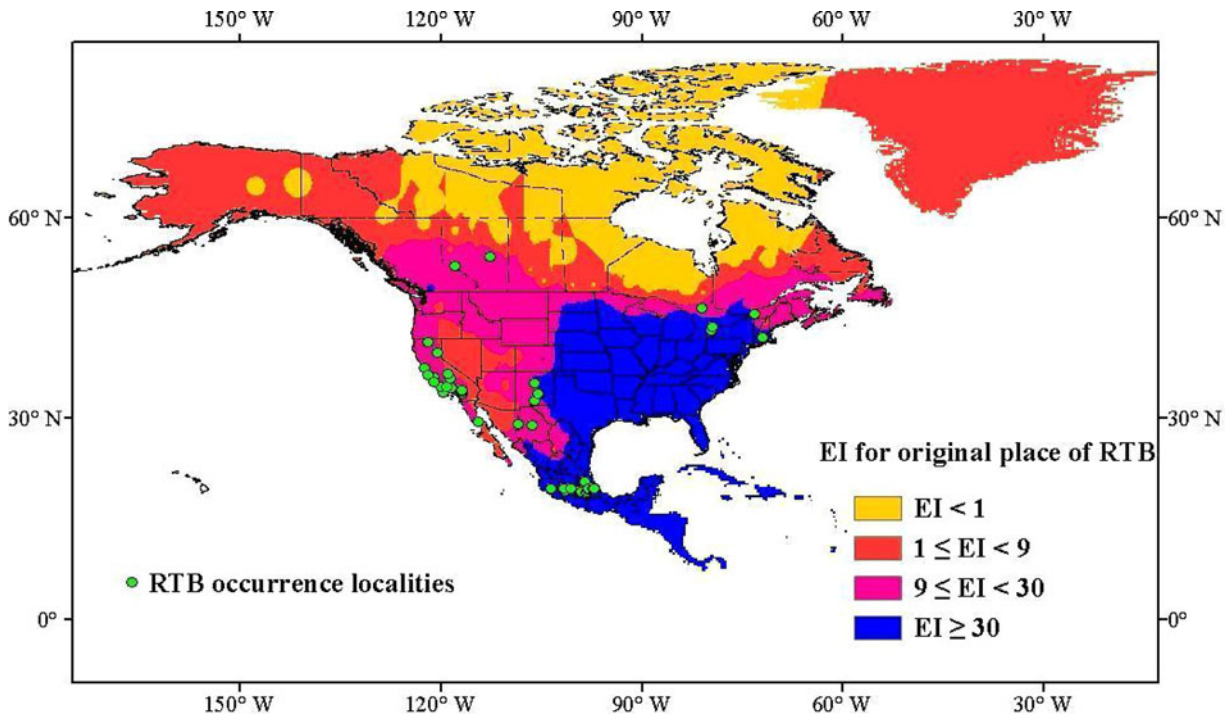 150° W 120° W 90° W 60° W 30° W
60° N 60° N
30° N 30° N
EI for original place of RTB
EI < 1
1 ≤ EI < 9
RTB occurrence localities
9 ≤ EI < 30
0° 0°
EI ≥ 30
150° W 120° W 90° W 60° W 30° W